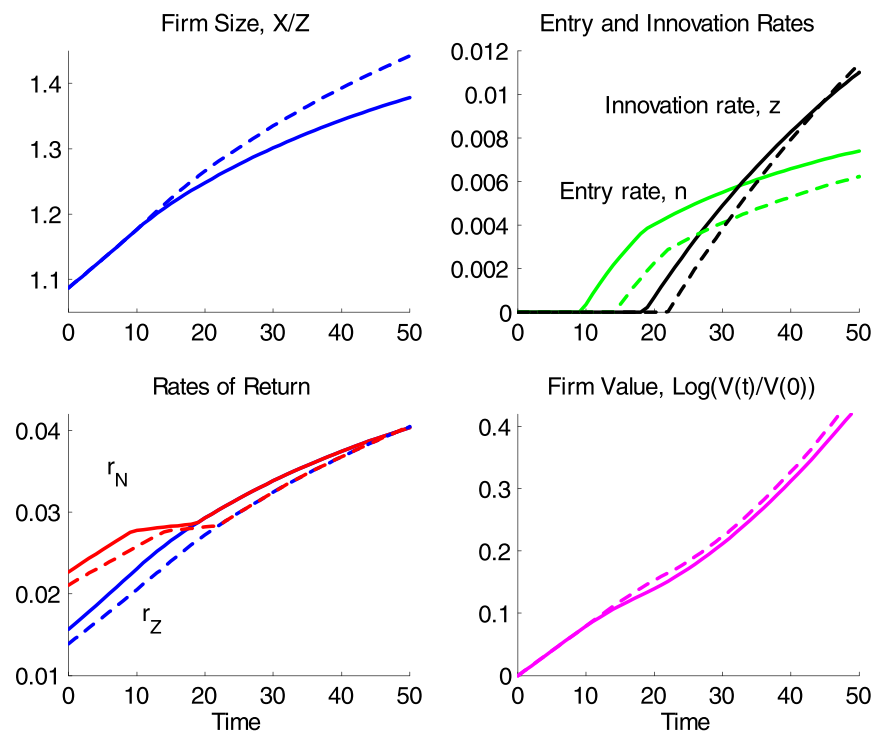 Firm Size, X/Z
1.4
1.3
1.2
1.1
0 10 20 30 40 50
Entry and Innovation Rates
0.012
0.01
0.008
0.006
0.004
0.002
0
Innovation rate, z
Entry rate, n
0 10 20 30 40 50
Rates of Return
0.04
0.03
0.02
0.01
r_N
r_Z
0 10 20 30 40 50
Time
Firm Value, Log(V(t)/V(0))
0.4
0.3
0.2
0.1
0
0 10 20 30 40 50
Time